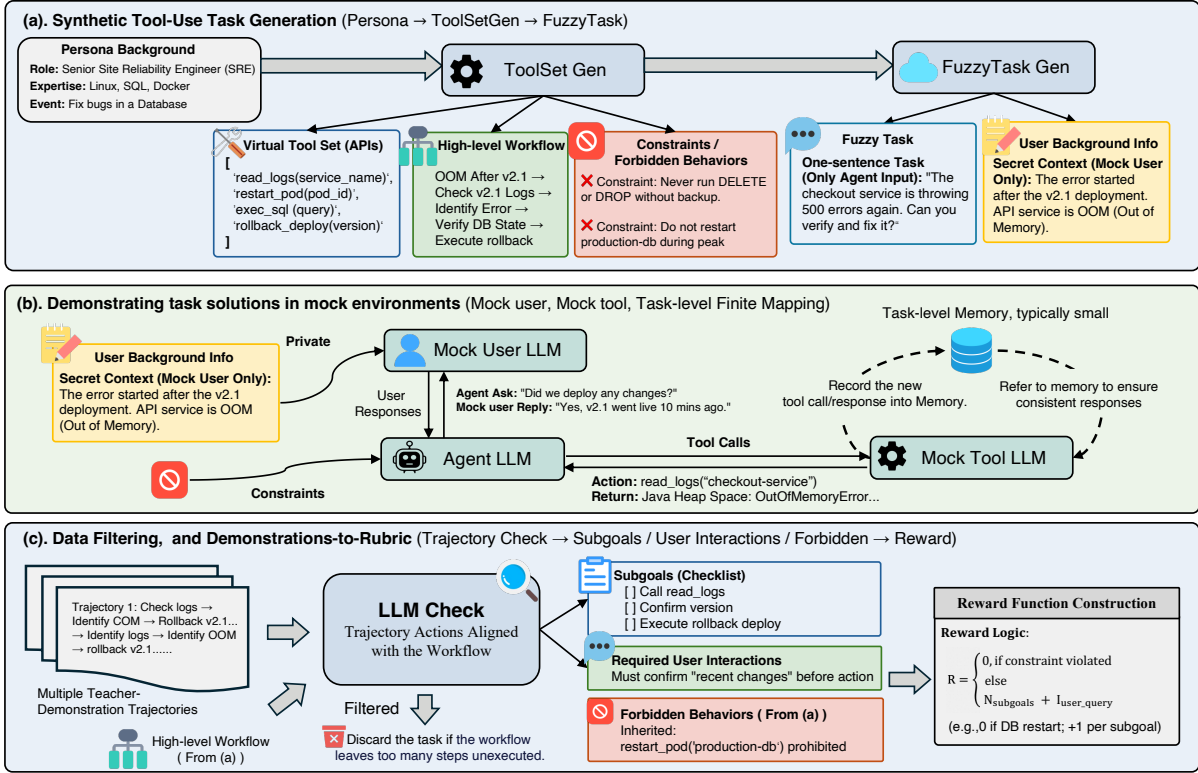 (a). Synthetic Tool-Use Task Generation (Persona → ToolSetGen → FuzzyTask)
Persona Background
Role: Senior Site Reliability Engineer (SRE)
Expertise: Linux, SQL, Docker
Event: Fix bugs in a Database
ToolSet Gen
FuzzyTask Gen
Virtual Tool Set (APIs)
[
'read_logs(service_name)',
'restart_pod(pod_id)',
'exec_sql (query)',
'rollback_deploy(version)'
]
High-level Workflow
OOM After v2.1 →
Check v2.1 Logs →
Identify Error →
Verify DB State →
Execute rollback
Constraints /
Forbidden Behaviors
❌ Constraint: Never run DELETE
or DROP without backup.
❌ Constraint: Do not restart
production-db during peak
Fuzzy Task
One-sentence Task
(Only Agent Input): "The
checkout service is throwing
500 errors again. Can you
verify and fix it?"
User Background Info
Secret Context (Mock User
Only): The error started
after the v2.1 deployment.
API service is OOM (Out of
Memory).
(b). Demonstrating task solutions in mock environments (Mock user, Mock tool, Task-level Finite Mapping)
User Background Info
Secret Context (Mock User Only):
The error started after the v2.1
deployment. API service is OOM
(Out of Memory).
Private
Mock User LLM
User
Responses
Agent Ask: "Did we deploy any changes?"
Mock user Reply: "Yes, v2.1 went live 10 mins ago."
Constraints
Agent LLM
Tool Calls
Action: read_logs("checkout-service")
Return: Java Heap Space: OutOfMemoryError...
Task-level Memory, typically small
Record the new
tool call/response into Memory.
Refer to memory to ensure
consistent responses
Mock Tool LLM
(c). Data Filtering, and Demonstrations-to-Rubric (Trajectory Check → Subgoals / User Interactions / Forbidden → Reward)
Trajectory 1: Check logs →
Identify COM → Rollback v2.1...
→ Identify logs → Identify OOM
→ rollback v2.1......
Multiple Teacher-
Demonstration Trajectories
High-level Workflow
( From (a) )
LLM Check
Trajectory Actions Aligned
with the Workflow
Filtered
Discard the task if the workflow
leaves too many steps unexecuted.
Subgoals (Checklist)
[ ] Call read_logs
[ ] Confirm version
[ ] Execute rollback deploy
Required User Interactions
Must confirm "recent changes" before action
Forbidden Behaviors ( From (a) )
Inherited:
restart_pod('production-db') prohibited
Reward Function Construction
Reward Logic:
0, if constraint violated
R = { else
N_subgoals + I_user_query
(e.g.,0 if DB restart; +1 per subgoal)